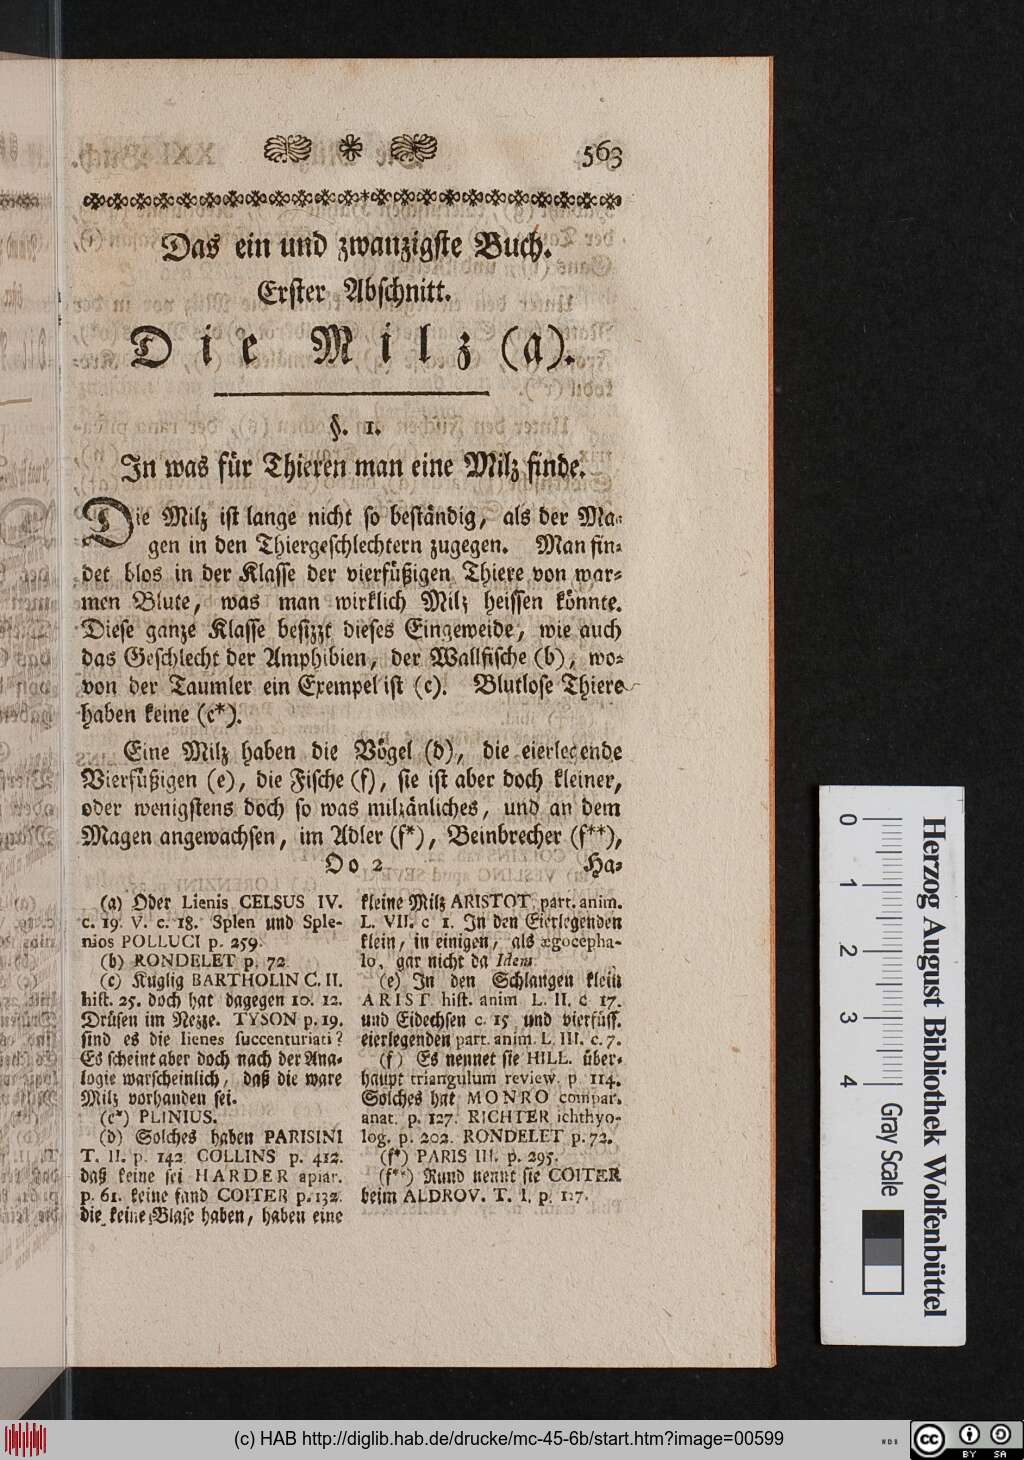 563
Das ein und zwanzigste Buch.
Erster Abschnitt.
Die Milz (a).
§. 1.
In was für Thieren man eine Milz finde.
Die Milz ist lange nicht so beständig, als der Ma-
gen in den Thiergeschlechtern zugegen. Man fin-
det blos in der Klasse der vierfüßigen Thiere von war-
men Blute, was man wirklich Milz heissen könnte.
Diese ganze Klasse besizzt dieses Eingeweide, wie auch
das Geschlecht der Amphibien, der Wallfische (b), wo-
von der Taumler ein Exempel ist (c). Blutlose Thiere
haben keine (c*).
Eine Milz haben die Vögel (d), die eierlegende
Vierfüßigen (e), die Fische (f), sie ist aber doch kleiner,
oder wenigstens doch so was milzänliches, und an dem
Magen angewachsen, im Adler (f*), Beinbrecher (f**),
Oo 2
Ha-
(a) Oder Lienis CELSUS IV.
c. 19. V. c. 18. Splen und Sple-
nios POLLUCI p. 259.
(b) RONDELET p. 72
(c) Kuglig BARTHOLIN C. II.
hist. 25. doch hat dagegen 10. 12.
Drüsen im Nezze. TYSON p. 19.
sind es die lienes succenturiati?
Es scheint aber doch nach der Ana-
logie warscheinlich, daß die ware
Milz vorhanden sei.
(c*) PLINIUS.
(d) Solches haben PARISINI
T. II. p. 142 COLLINS p. 412.
daß keine sei HARDER apiar.
p. 61. keine fand COITER p. 132.
die keine Blase haben, haben eine
kleine Milz ARISTOT. part. anim.
L. VII. c 1. In den Eierlegenden
klein, in einigen, als ægocepha-
lo, gar nicht da Idem
(e) In den Schlangen klein
ARIST hist. anim L. II. c 17.
und Eidechsen c. 15 und vierfüss.
eierlegenden part. anim. L. III. c. 7.
(f) Es nennet sie HILL. über-
haupt triangulum review. p 114.
Solches hat MONRO compar.
anat. p. 127. RICHTER ichthyo-
log. p. 202. RONDELET p. 72.
(f*) PARIS III. p. 295.
(f**) Rund nennt sie COITER
beim ALDROV. T. I. p. 127.
0 1 2 3 4
Gray Scale
Herzog August Bibliothek Wolfenbüttel
(c) HAB http://diglib.hab.de/drucke/mc-45-6b/start.htm?image=00599
WDB
cc
BY SA